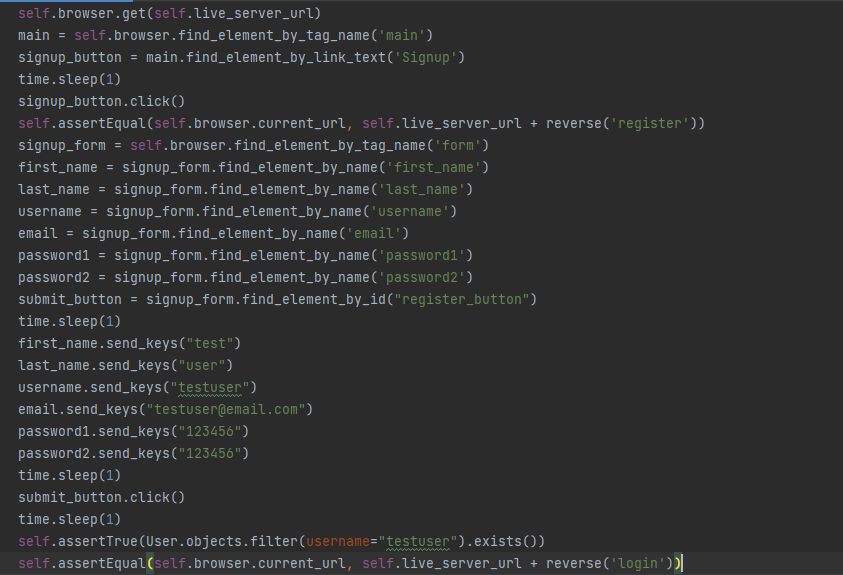 self.browser.get(self.live_server_url)
main = self.browser.find_element_by_tag_name('main')
signup_button = main.find_element_by_link_text('Signup')
time.sleep(1)
signup_button.click()
self.assertEqual(self.browser.current_url, self.live_server_url + reverse('register'))
signup_form = self.browser.find_element_by_tag_name('form')
first_name = signup_form.find_element_by_name('first_name')
last_name = signup_form.find_element_by_name('last_name')
username = signup_form.find_element_by_name('username')
email = signup_form.find_element_by_name('email')
password1 = signup_form.find_element_by_name('password1')
password2 = signup_form.find_element_by_name('password2')
submit_button = signup_form.find_element_by_id("register_button")
time.sleep(1)
first_name.send_keys("test")
last_name.send_keys("user")
username.send_keys("testuser")
email.send_keys("testuser@email.com")
password1.send_keys("123456")
password2.send_keys("123456")
time.sleep(1)
submit_button.click()
time.sleep(1)
self.assertTrue(User.objects.filter(username="testuser").exists())
self.assertEqual(self.browser.current_url, self.live_server_url + reverse('login'))